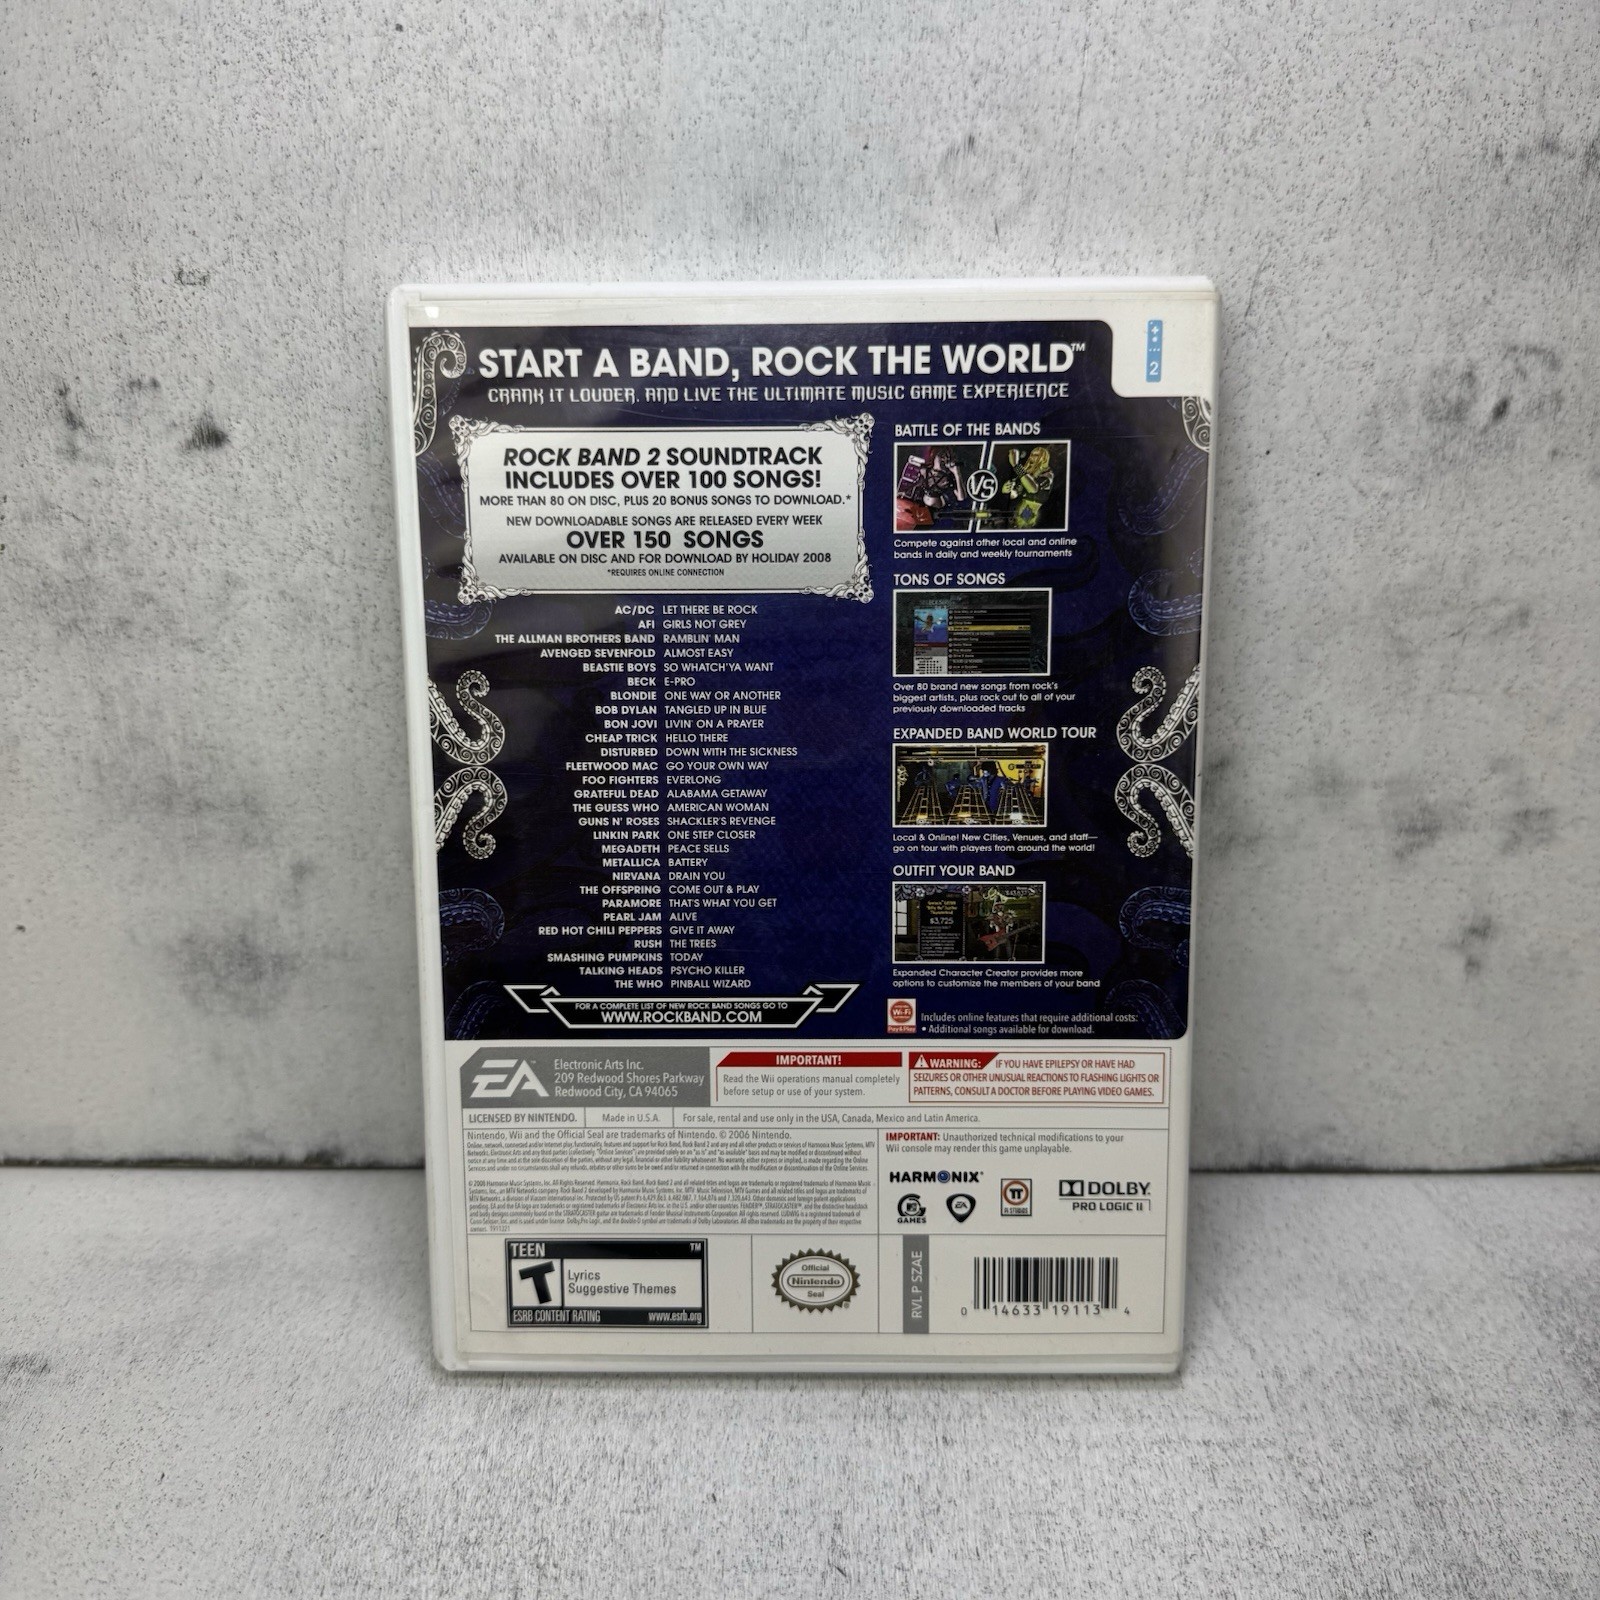 START A BAND, ROCK THE WORLD™
CRANK IT LOUDER, AND LIVE THE ULTIMATE MUSIC GAME EXPERIENCE
2
ROCK BAND 2 SOUNDTRACK
INCLUDES OVER 100 SONGS!
MORE THAN 80 ON DISC, PLUS 20 BONUS SONGS TO DOWNLOAD.*
NEW DOWNLOADABLE SONGS ARE RELEASED EVERY WEEK
OVER 150 SONGS
AVAILABLE ON DISC AND FOR DOWNLOAD BY HOLIDAY 2008
*REQUIRES ONLINE CONNECTION
AC/DC LET THERE BE ROCK
AFI GIRLS NOT GREY
THE ALLMAN BROTHERS BAND RAMBLIN' MAN
AVENGED SEVENFOLD ALMOST EASY
BEASTIE BOYS SO WHATCH'YA WANT
BECK E-PRO
BLONDIE ONE WAY OR ANOTHER
BOB DYLAN TANGLED UP IN BLUE
BON JOVI LIVIN' ON A PRAYER
CHEAP TRICK HELLO THERE
DISTURBED DOWN WITH THE SICKNESS
FLEETWOOD MAC GO YOUR OWN WAY
FOO FIGHTERS EVERLONG
GRATEFUL DEAD ALABAMA GETAWAY
THE GUESS WHO AMERICAN WOMAN
GUNS N' ROSES SHACKLER'S REVENGE
LINKIN PARK ONE STEP CLOSER
MEGADETH PEACE SELLS
METALLICA BATTERY
NIRVANA DRAIN YOU
THE OFFSPRING COME OUT & PLAY
PARAMORE THAT'S WHAT YOU GET
PEARL JAM ALIVE
RED HOT CHILI PEPPERS GIVE IT AWAY
RUSH THE TREES
SMASHING PUMPKINS TODAY
TALKING HEADS PSYCHO KILLER
THE WHO PINBALL WIZARD
FOR A COMPLETE LIST OF NEW ROCK BAND SONGS GO TO
WWW.ROCKBAND.COM
BATTLE OF THE BANDS
VS
Compete against other local and online
bands in daily and weekly tournaments
TONS OF SONGS
Over 80 brand new songs from rock's
biggest artists, plus rock out to all of your
previously downloaded tracks
EXPANDED BAND WORLD TOUR
Local & Online! New Cities, Venues, and staff—
go on tour with players from around the world!
OUTFIT YOUR BAND
$3,725
Expanded Character Creator provides more
options to customize the members of your band
Wi-Fi
Pay & Play
Includes online features that require additional costs:
• Additional songs available for download.
EA™
Electronic Arts Inc.
209 Redwood Shores Parkway
Redwood City, CA 94065
IMPORTANT!
Read the Wii operations manual completely
before setup or use of your system.
WARNING: IF YOU HAVE EPILEPSY OR HAVE HAD
SEIZURES OR OTHER UNUSUAL REACTIONS TO FLASHING LIGHTS OR
PATTERNS, CONSULT A DOCTOR BEFORE PLAYING VIDEO GAMES.
LICENSED BY NINTENDO.
Made in U.S.A.
For sale, rental and use only in the USA, Canada, Mexico and Latin America.
Nintendo, Wii and the Official Seal are trademarks of Nintendo. © 2006 Nintendo.
IMPORTANT: Unauthorized technical modifications to your
Wii console may render this game unplayable.
HARMONIX®
GAMES
EA
PI STUDIOS
DOLBY
PRO LOGIC II
TEEN ™
T
Lyrics
Suggestive Themes
ESRB CONTENT RATING www.esrb.org
Official
Nintendo
Seal
RVL P SZAE
0 14633 19113 4